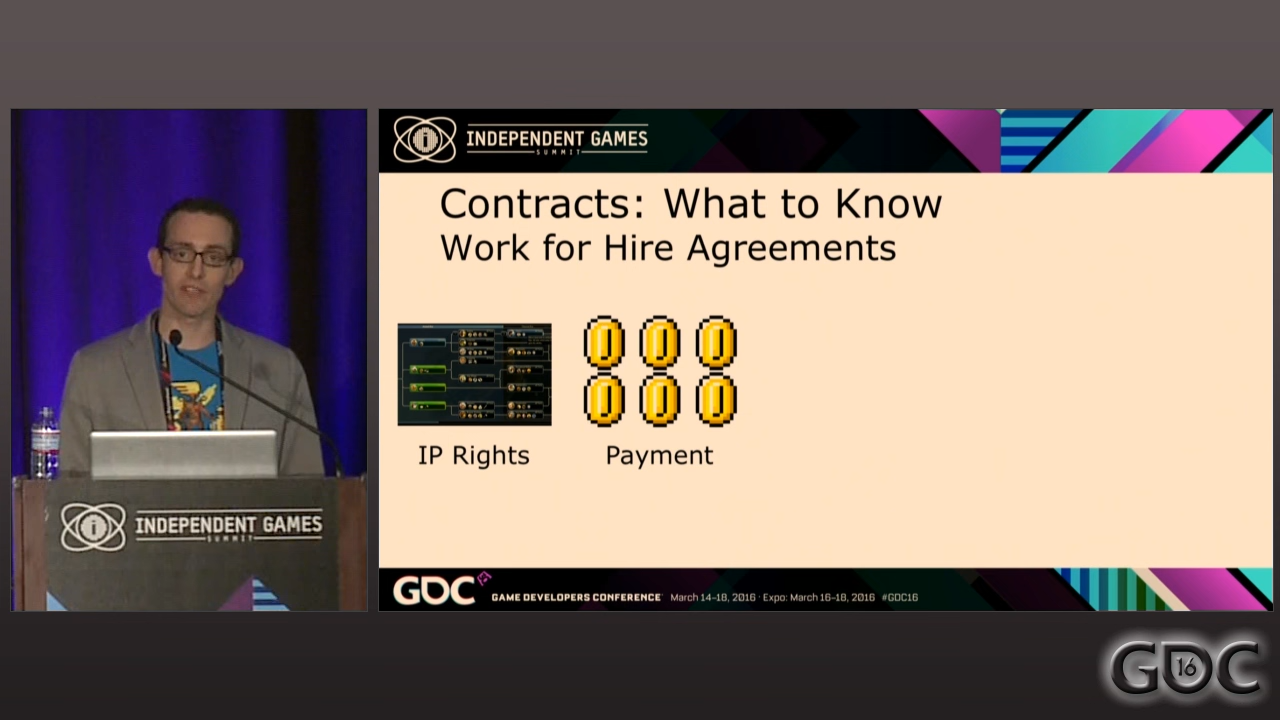 INDEPENDENT GAMES
SUMMIT
Contracts: What to Know
Work for Hire Agreements
IP Rights
Payment
INDEPENDENT GAMES
SUMMIT
GDC
GAME DEVELOPERS CONFERENCE March 14–18, 2016 · Expo: March 16–18, 2016 #GDC16
GDC
16